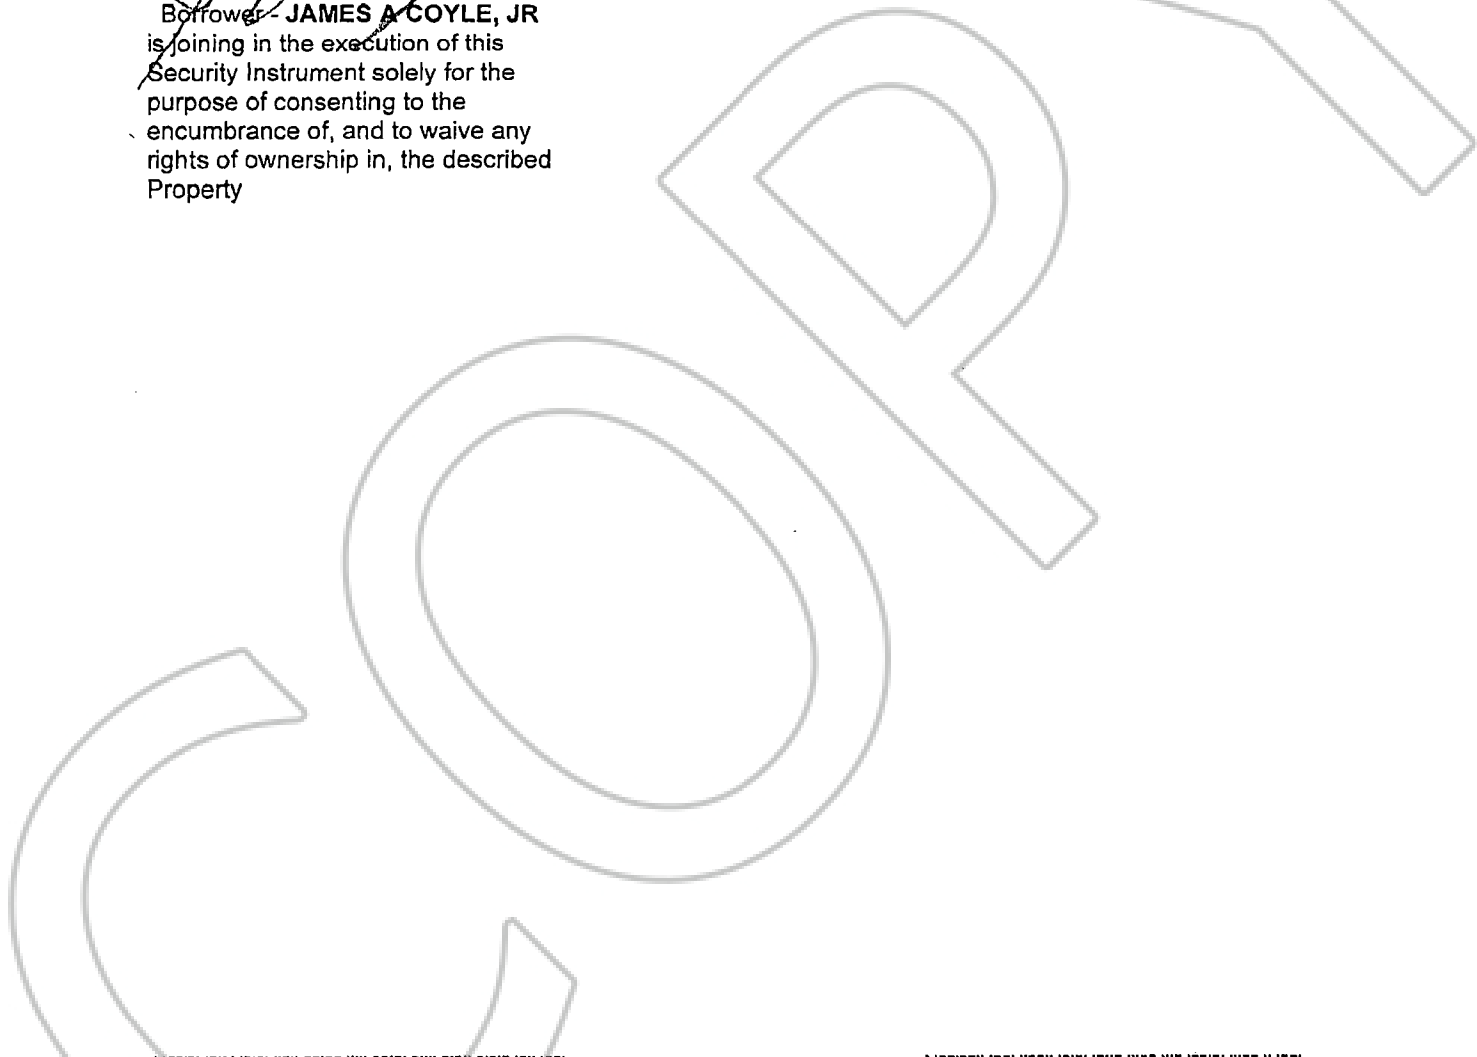 Borrower - JAMES A COYLE, JR
is joining in the execution of this
Security Instrument solely for the
purpose of consenting to the
encumbrance of, and to waive any
rights of ownership in, the described
Property
COPY